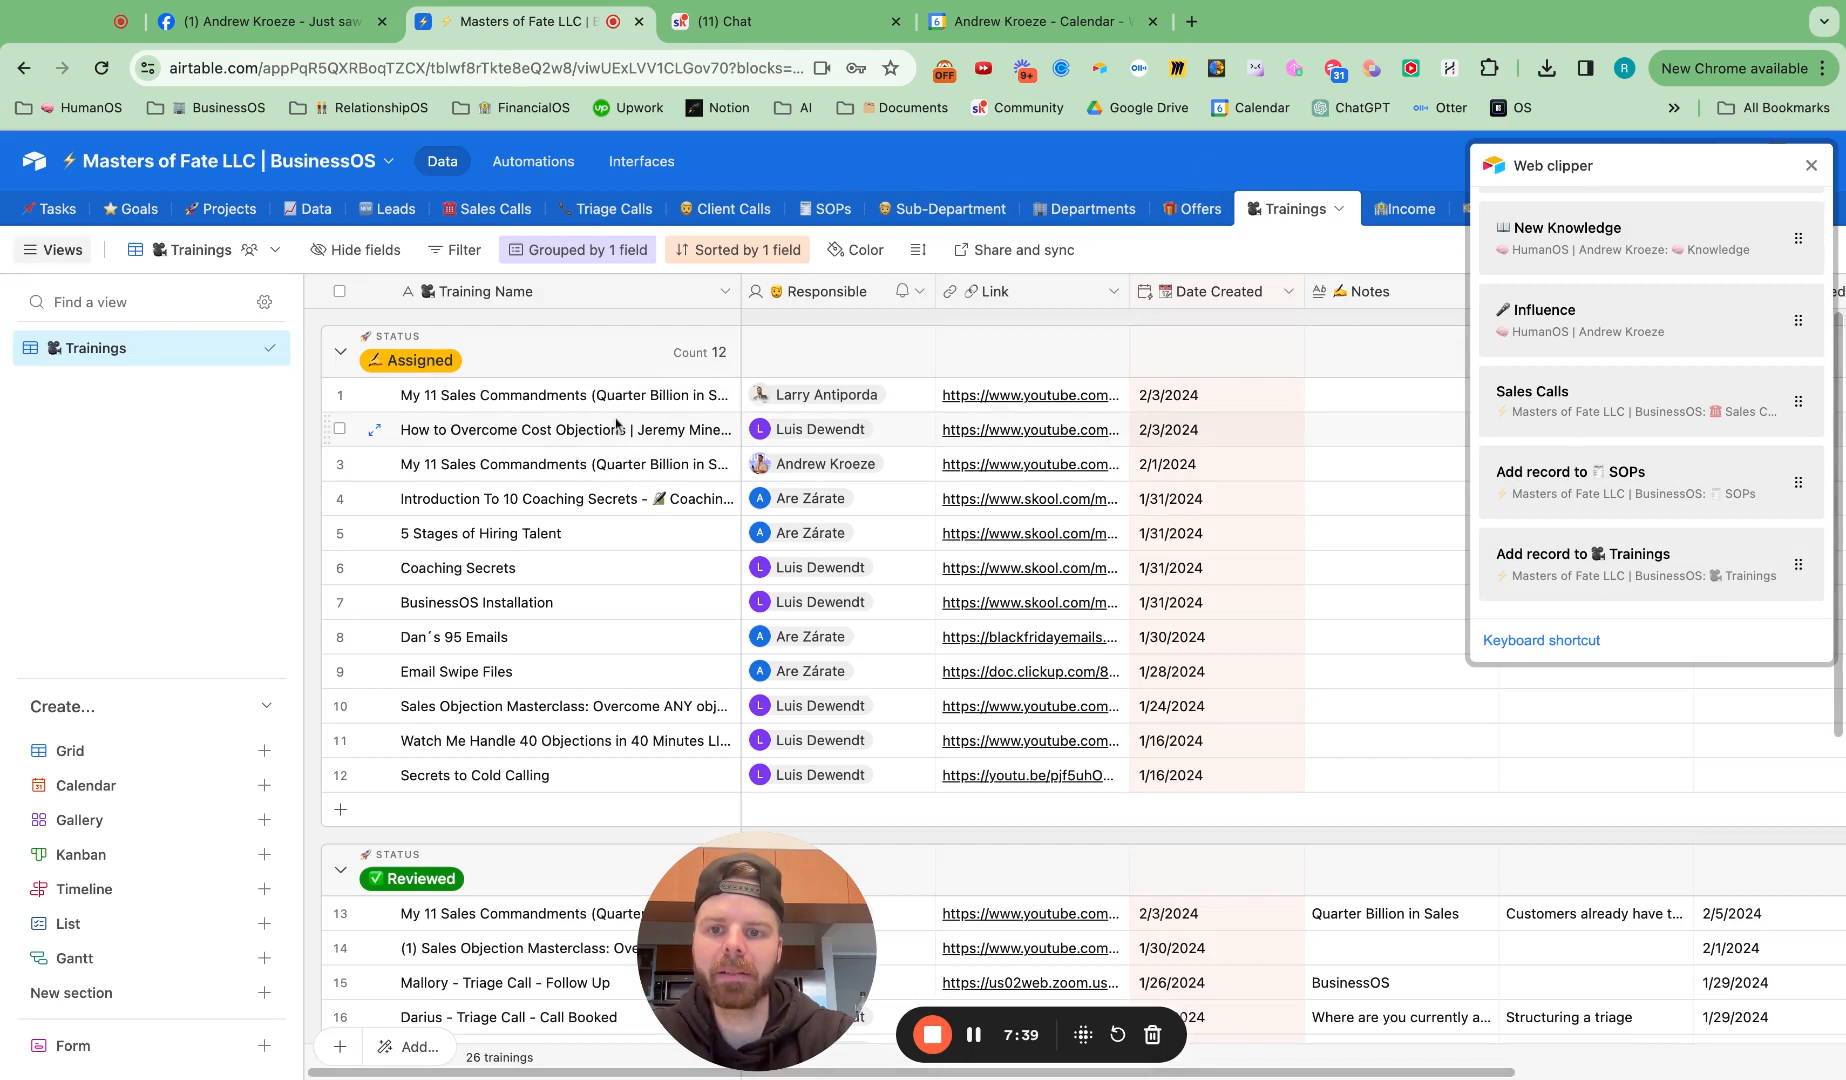 (1) Andrew Kroeze - Just saw
Masters of Fate LLC | B
(11) Chat
6 Andrew Kroeze - Calendar -
airtable.com/appPqR5QXRBoqTZCX/tblwf8rTkte8eQ2w8/viwUExLVV1CLGov70?blocks=...
OFF 9+ 31 R New Chrome available
HumanOS BusinessOS RelationshipOS FinancialOS Upwork Notion AI Documents Community Google Drive Calendar ChatGPT Otter OS » All Bookmarks
Masters of Fate LLC | BusinessOS Data Automations Interfaces
Tasks Goals Projects Data Leads Sales Calls Triage Calls Client Calls SOPs Sub-Department Departments Offers Trainings Income
Views Trainings Hide fields Filter Grouped by 1 field Sorted by 1 field Color Share and sync
Find a view
Trainings
Create...
Grid
Calendar
Gallery
Kanban
Timeline
List
Gantt
New section
Form
Training Name Responsible Link Date Created Notes ed
STATUS
Assigned Count 12
1 My 11 Sales Commandments (Quarter Billion in S... Larry Antiporda https://www.youtube.com... 2/3/2024
How to Overcome Cost Objections | Jeremy Mine... L Luis Dewendt https://www.youtube.com... 2/3/2024
3 My 11 Sales Commandments (Quarter Billion in S... Andrew Kroeze https://www.youtube.com... 2/1/2024
4 Introduction To 10 Coaching Secrets - Coachin... A Are Zárate https://www.skool.com/m... 1/31/2024
5 5 Stages of Hiring Talent A Are Zárate https://www.skool.com/m... 1/31/2024
6 Coaching Secrets L Luis Dewendt https://www.skool.com/m... 1/31/2024
7 BusinessOS Installation L Luis Dewendt https://www.skool.com/m... 1/31/2024
8 Dan´s 95 Emails A Are Zárate https://blackfridayemails.... 1/30/2024
9 Email Swipe Files A Are Zárate https://doc.clickup.com/8... 1/28/2024
10 Sales Objection Masterclass: Overcome ANY obj... L Luis Dewendt https://www.youtube.com... 1/24/2024
11 Watch Me Handle 40 Objections in 40 Minutes LI... L Luis Dewendt https://www.youtube.com... 1/16/2024
12 Secrets to Cold Calling L Luis Dewendt https://youtu.be/pjf5uhO... 1/16/2024
STATUS
Reviewed
13 My 11 Sales Commandments (Quarter https://www.youtube.com... 2/3/2024 Quarter Billion in Sales Customers already have t... 2/5/2024
14 (1) Sales Objection Masterclass: Ove https://www.youtube.com... 1/30/2024 2/1/2024
15 Mallory - Triage Call - Follow Up https://us02web.zoom.us... 1/26/2024 BusinessOS 1/29/2024
16 Darius - Triage Call - Call Booked 024 Where are you currently a... Structuring a triage 1/29/2024
Add... 26 trainings
7:39
Web clipper
New Knowledge
HumanOS | Andrew Kroeze: Knowledge
Influence
HumanOS | Andrew Kroeze
Sales Calls
Masters of Fate LLC | BusinessOS: Sales C...
Add record to SOPs
Masters of Fate LLC | BusinessOS: SOPs
Add record to Trainings
Masters of Fate LLC | BusinessOS: Trainings
Keyboard shortcut